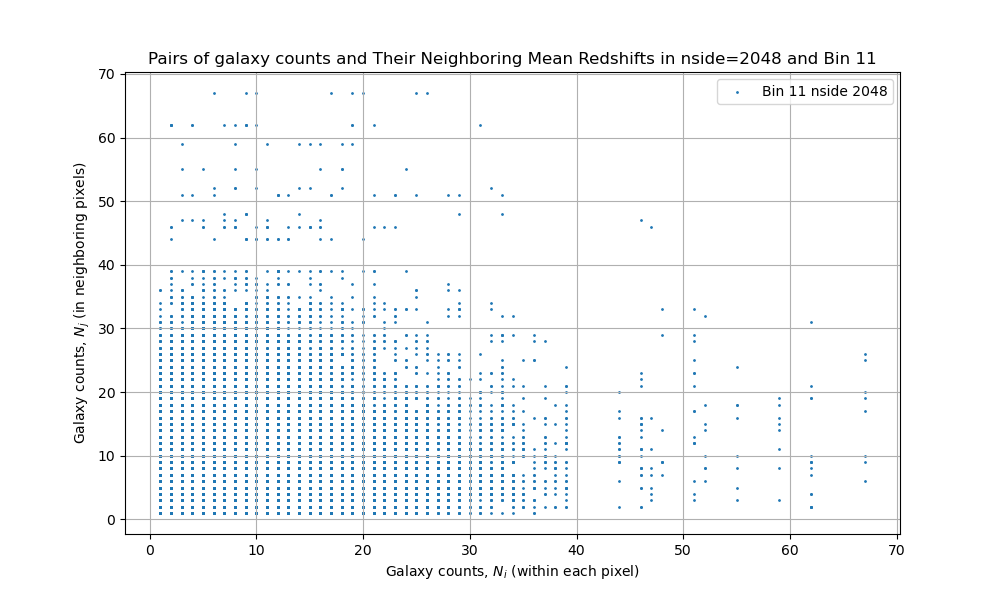 Pairs of galaxy counts and Their Neighboring Mean Redshifts in nside=2048 and Bin 11
Bin 11 nside 2048
70
60
50
40
30
20
10
0
Galaxy counts, N_j (in neighboring pixels)
0 10 20 30 40 50 60 70
Galaxy counts, N_i (within each pixel)